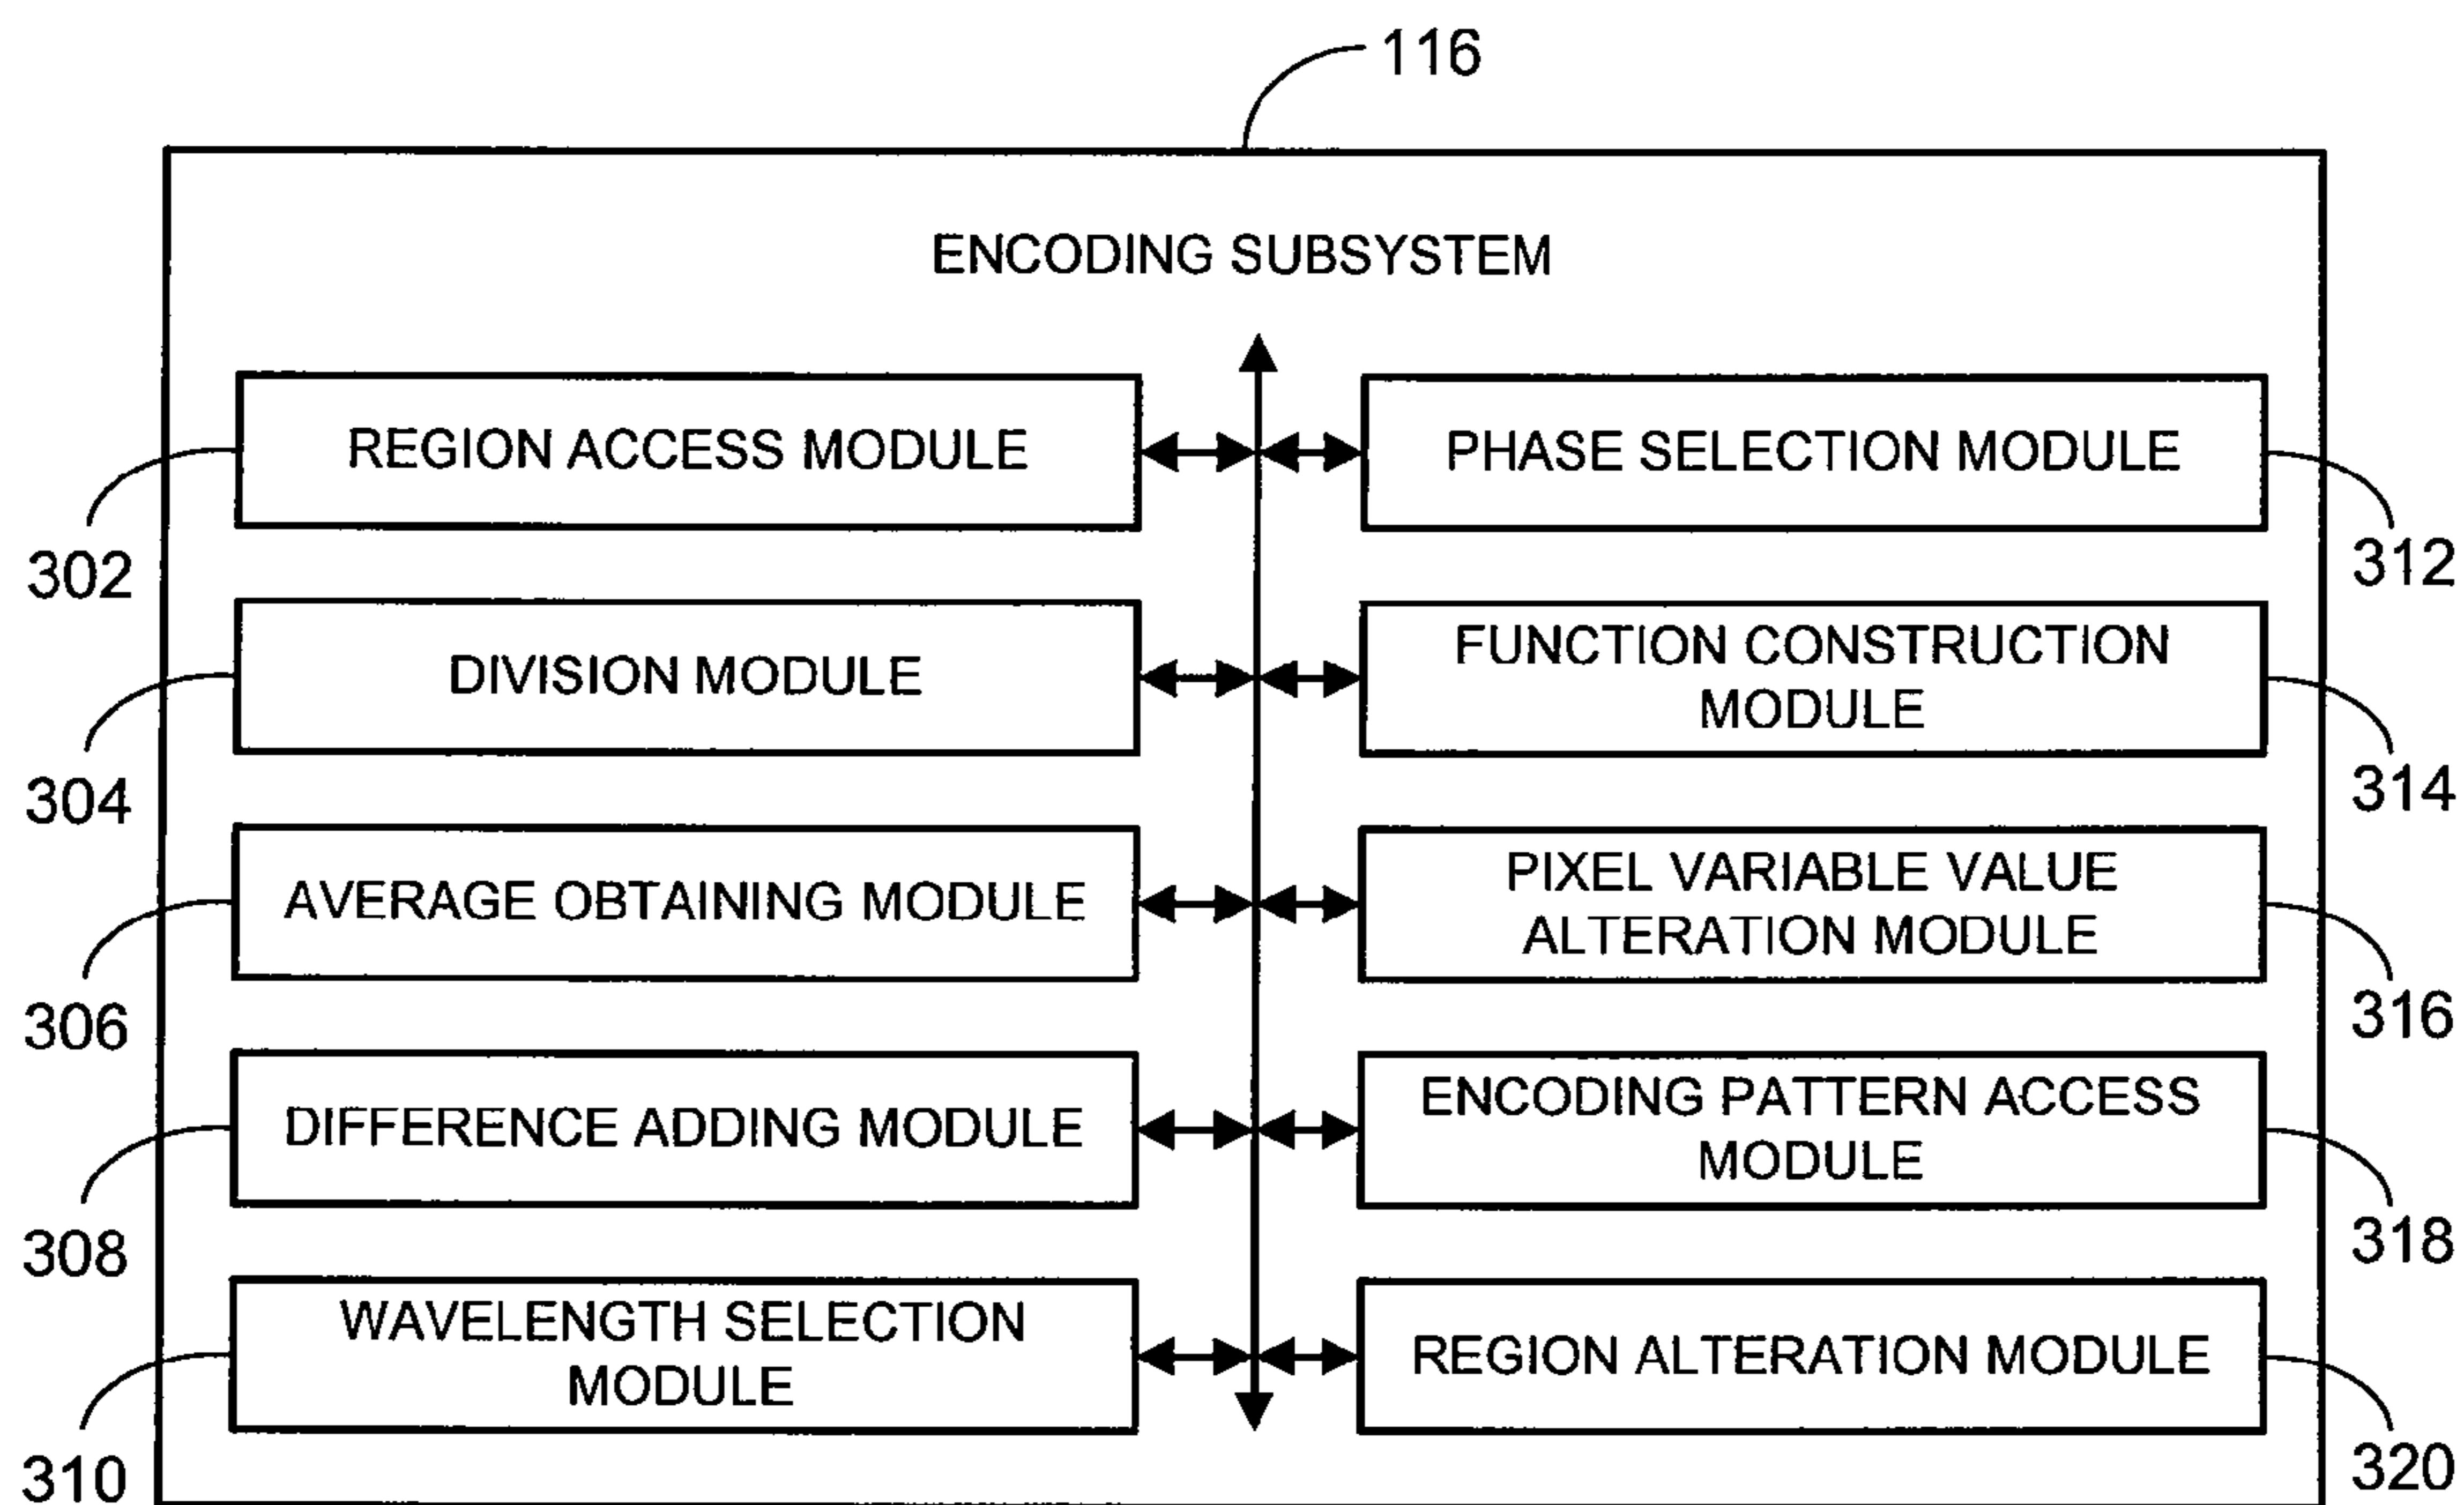 116
ENCODING SUBSYSTEM
REGION ACCESS MODULE
PHASE SELECTION MODULE
302
312
DIVISION MODULE
FUNCTION CONSTRUCTION
MODULE
304
314
AVERAGE OBTAINING MODULE
PIXEL VARIABLE VALUE
ALTERATION MODULE
306
316
DIFFERENCE ADDING MODULE
ENCODING PATTERN ACCESS
MODULE
308
318
WAVELENGTH SELECTION
MODULE
REGION ALTERATION MODULE
310
320